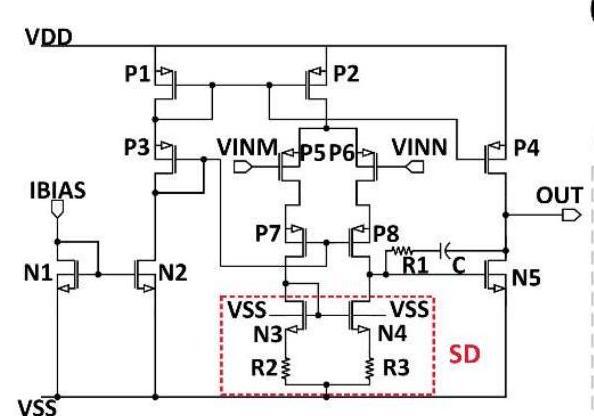 VDD
P1
P2
P3
VINM
P5
P6
VINN
P4
IBIAS
OUT
P7
P8
R1
C
N1
N2
N5
VSS
VSS
N3
N4
SD
R2
R3
VSS